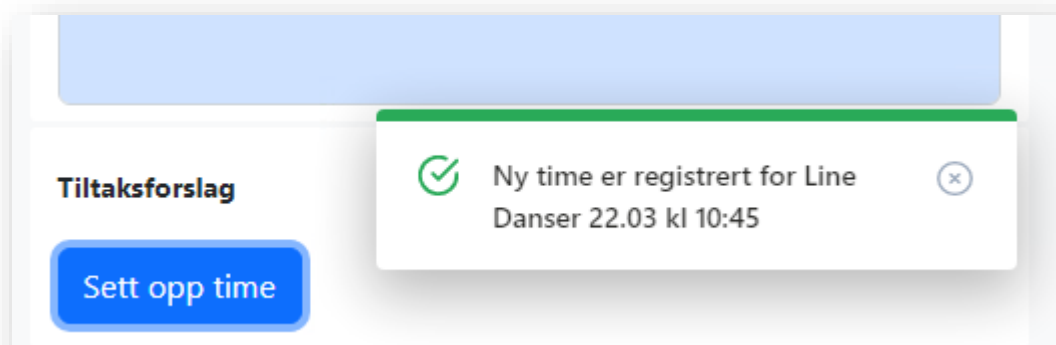 Ny time er registrert for Line
Danser 22.03 kl 10:45
Tiltaksforslag
Sett opp time